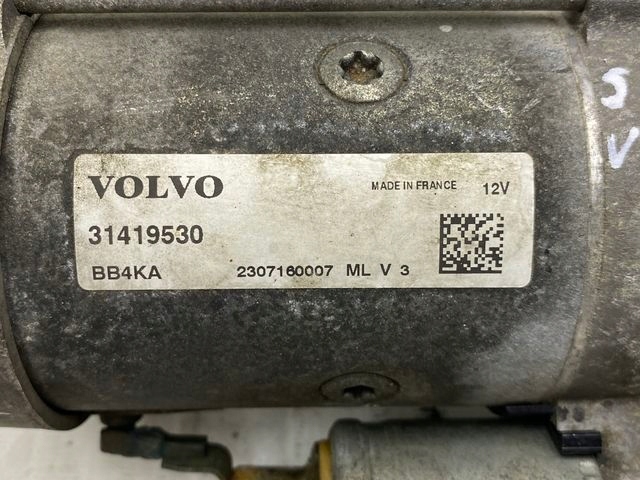 VOLVO MADE IN FRANCE 12V
31419530
BB4KA 2307160007 ML V 3
S
V